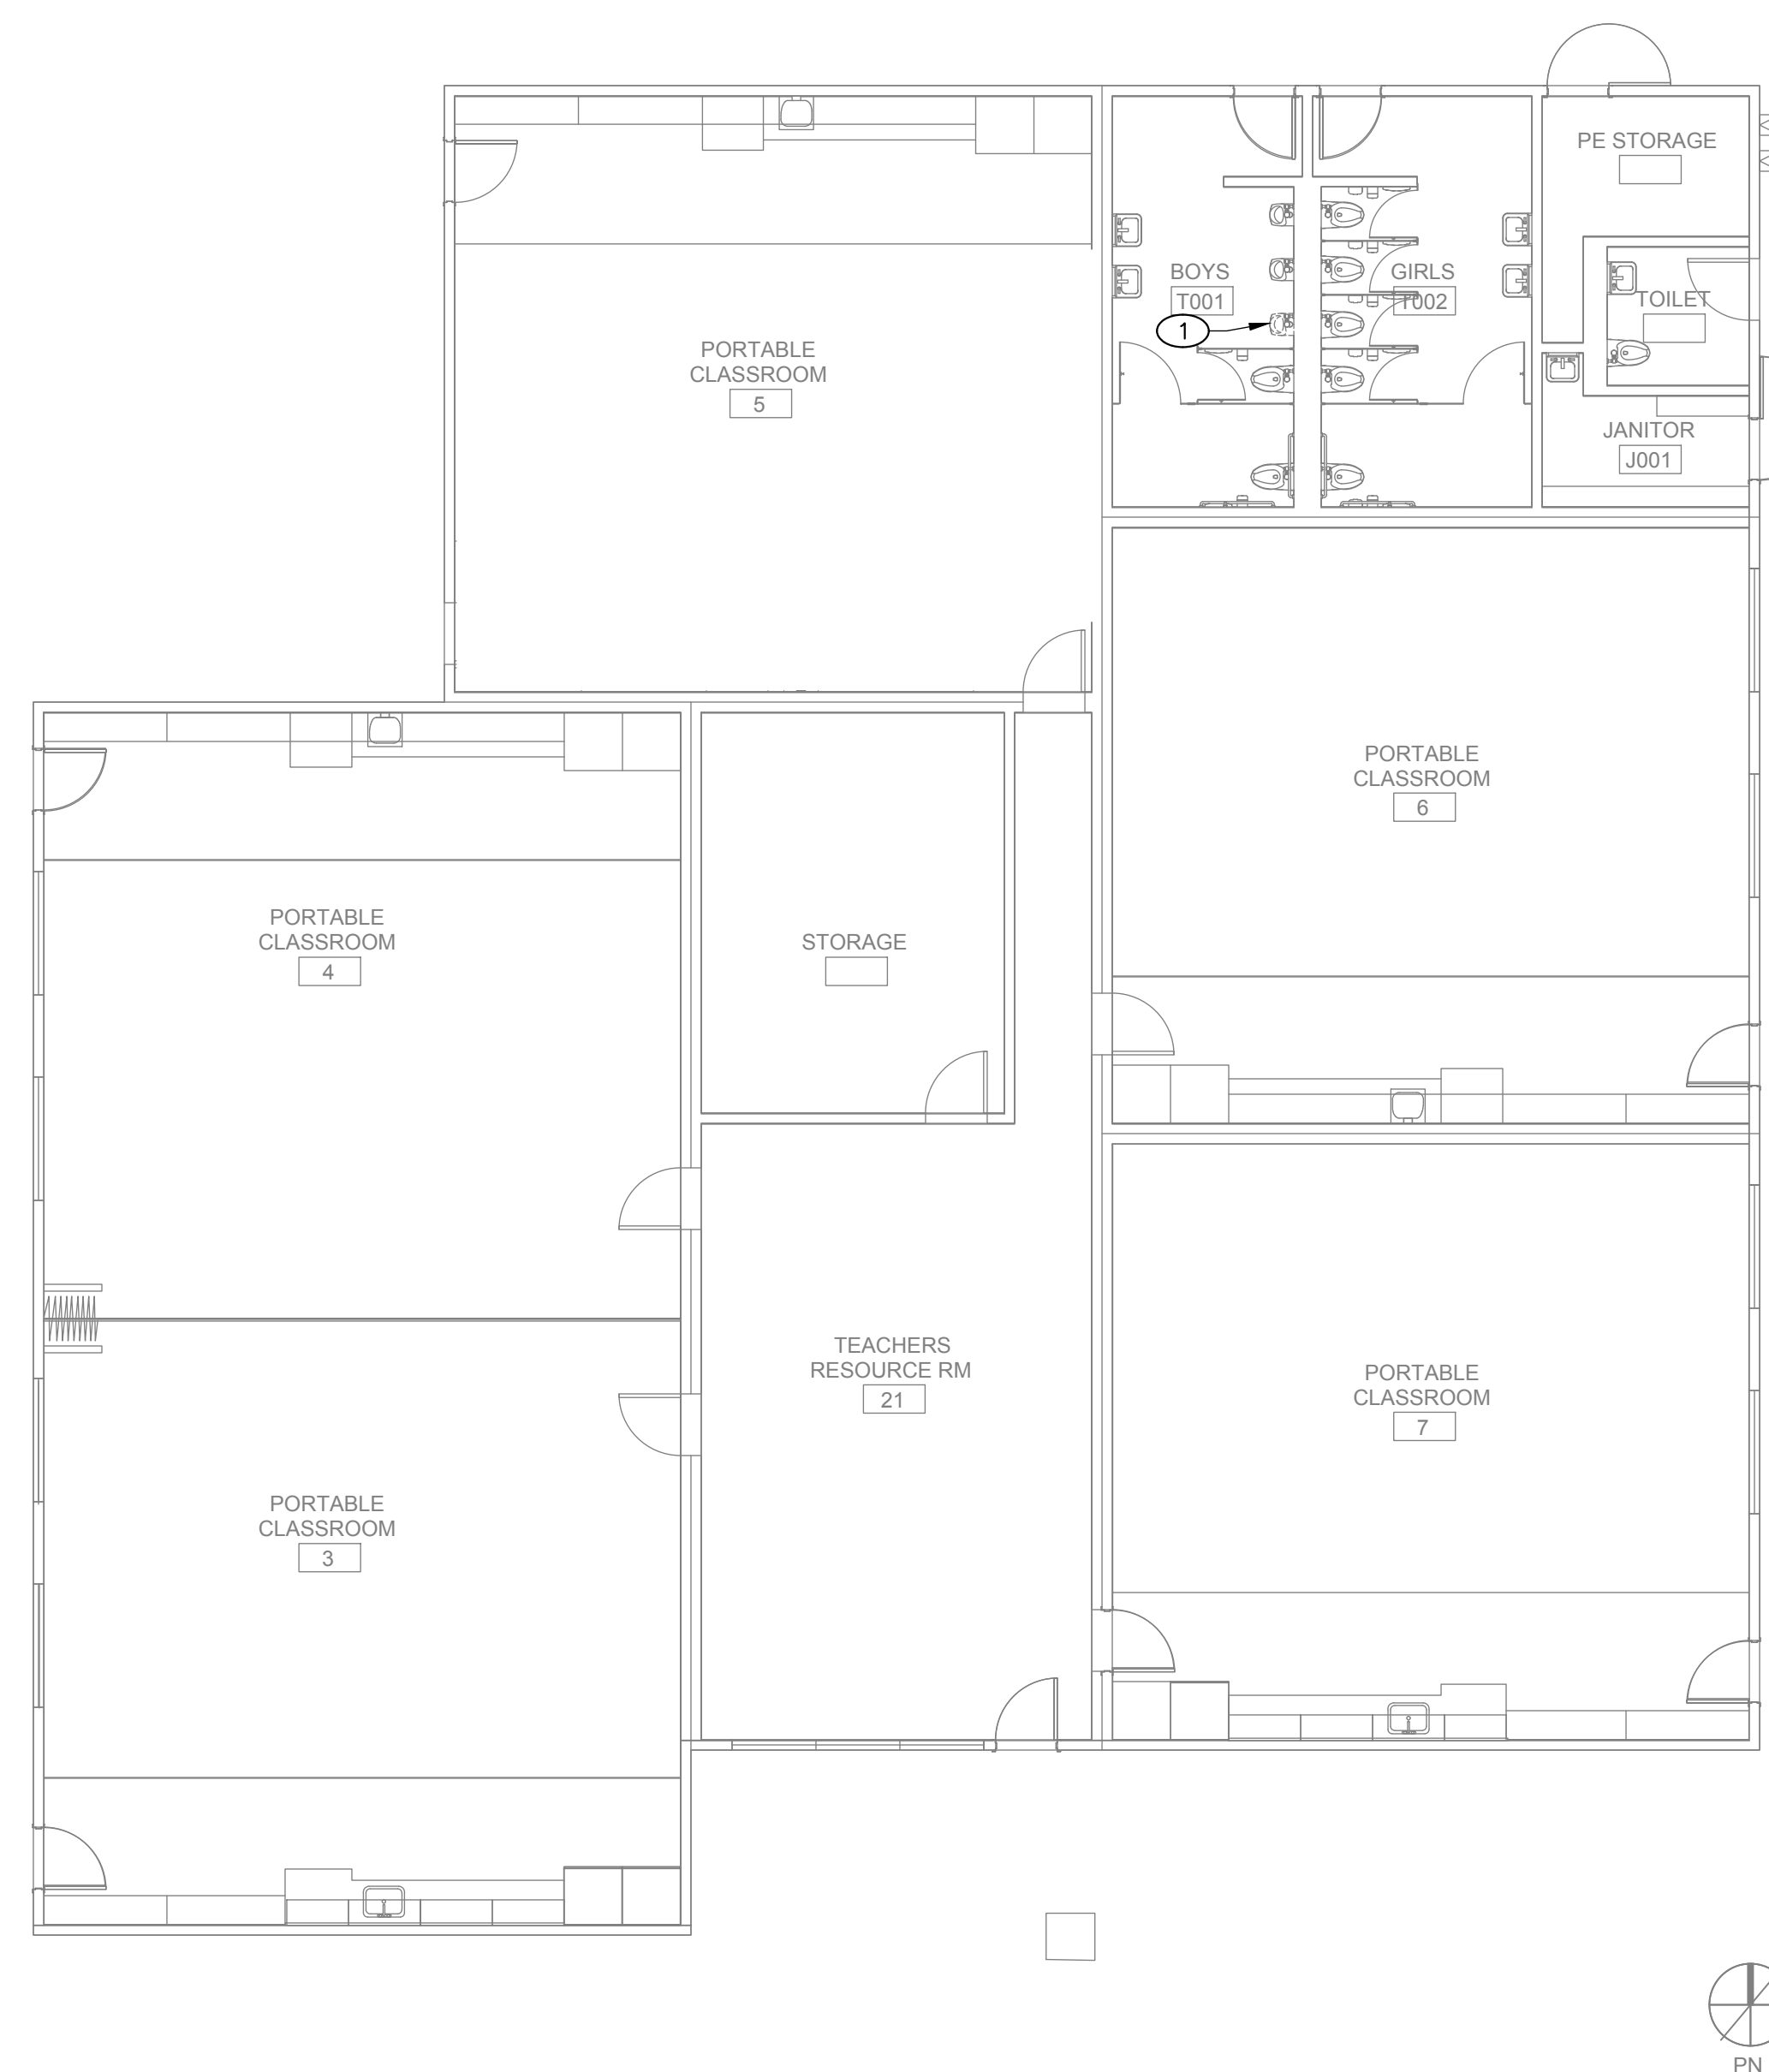 PE STORAGE
BOYS
T001
GIRLS
T002
TOILET
1
PORTABLE
CLASSROOM
5
JANITOR
J001
PORTABLE
CLASSROOM
6
PORTABLE
CLASSROOM
4
STORAGE
TEACHERS
RESOURCE RM
21
PORTABLE
CLASSROOM
7
PORTABLE
CLASSROOM
3
PN